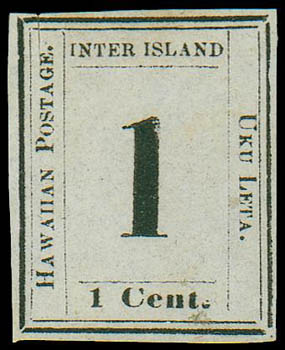 INTER ISLAND
HAWAIIAN POSTAGE.
1
UKU LETA.
1 Cent.